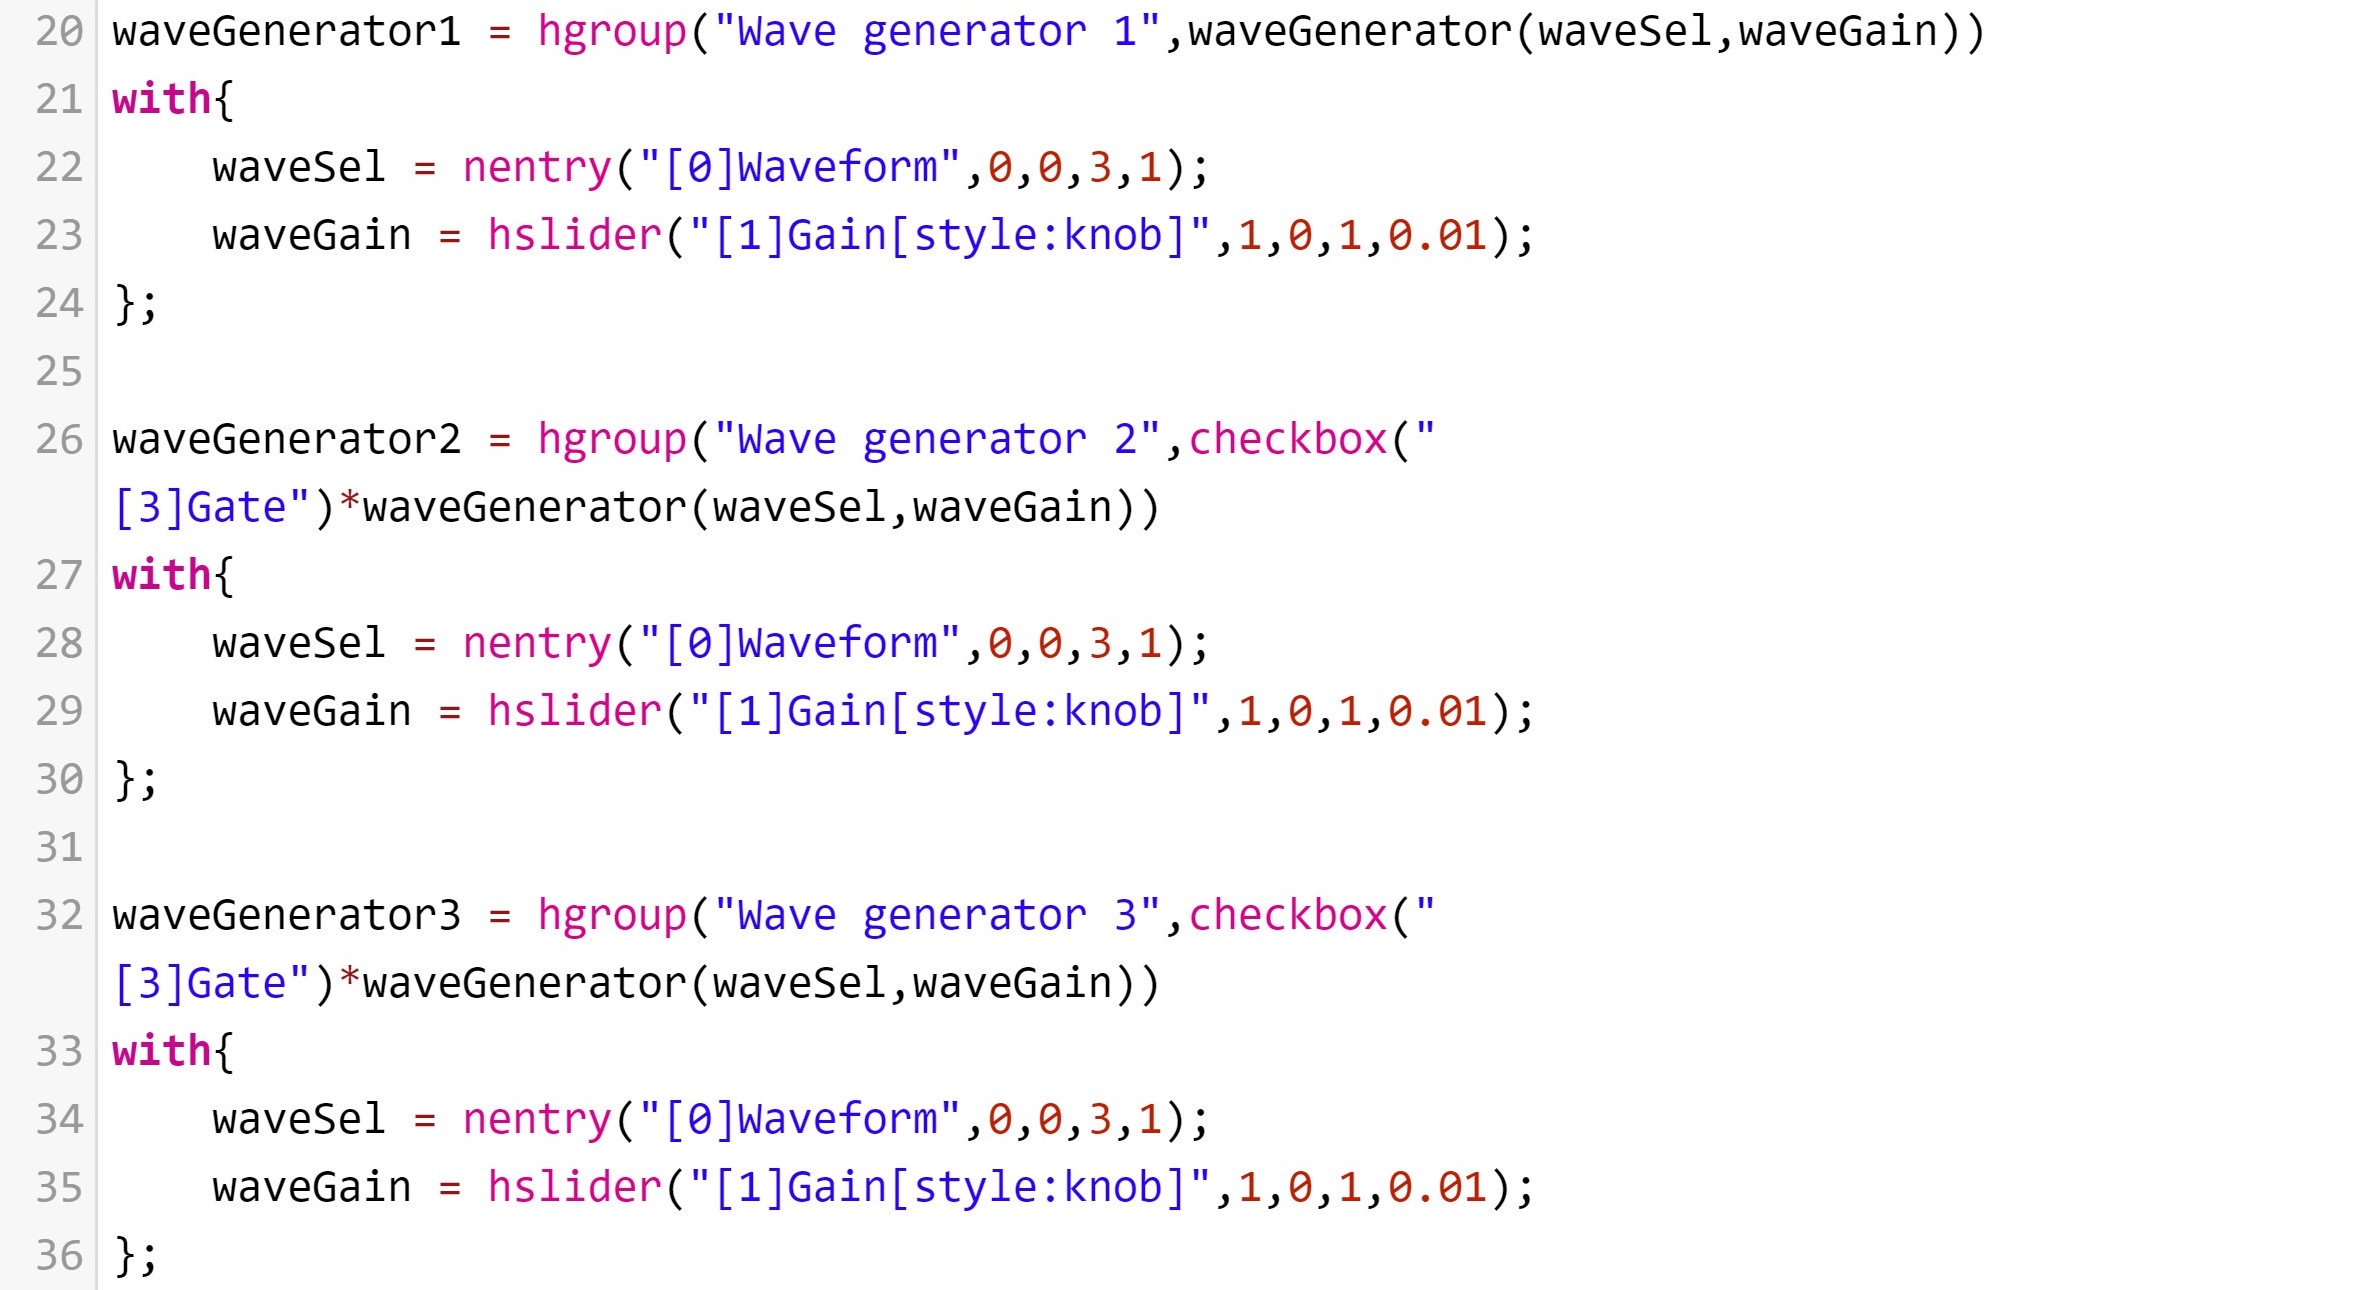 20 waveGenerator1 = hgroup("Wave generator 1",waveGenerator(waveSel,waveGain))
21 with{
22     waveSel = nentry("[0]Waveform",0,0,3,1);
23     waveGain = hslider("[1]Gain[style:knob]",1,0,1,0.01);
24 };
25
26 waveGenerator2 = hgroup("Wave generator 2",checkbox("
[3]Gate")*waveGenerator(waveSel,waveGain))
27 with{
28     waveSel = nentry("[0]Waveform",0,0,3,1);
29     waveGain = hslider("[1]Gain[style:knob]",1,0,1,0.01);
30 };
31
32 waveGenerator3 = hgroup("Wave generator 3",checkbox("
[3]Gate")*waveGenerator(waveSel,waveGain))
33 with{
34     waveSel = nentry("[0]Waveform",0,0,3,1);
35     waveGain = hslider("[1]Gain[style:knob]",1,0,1,0.01);
36 };